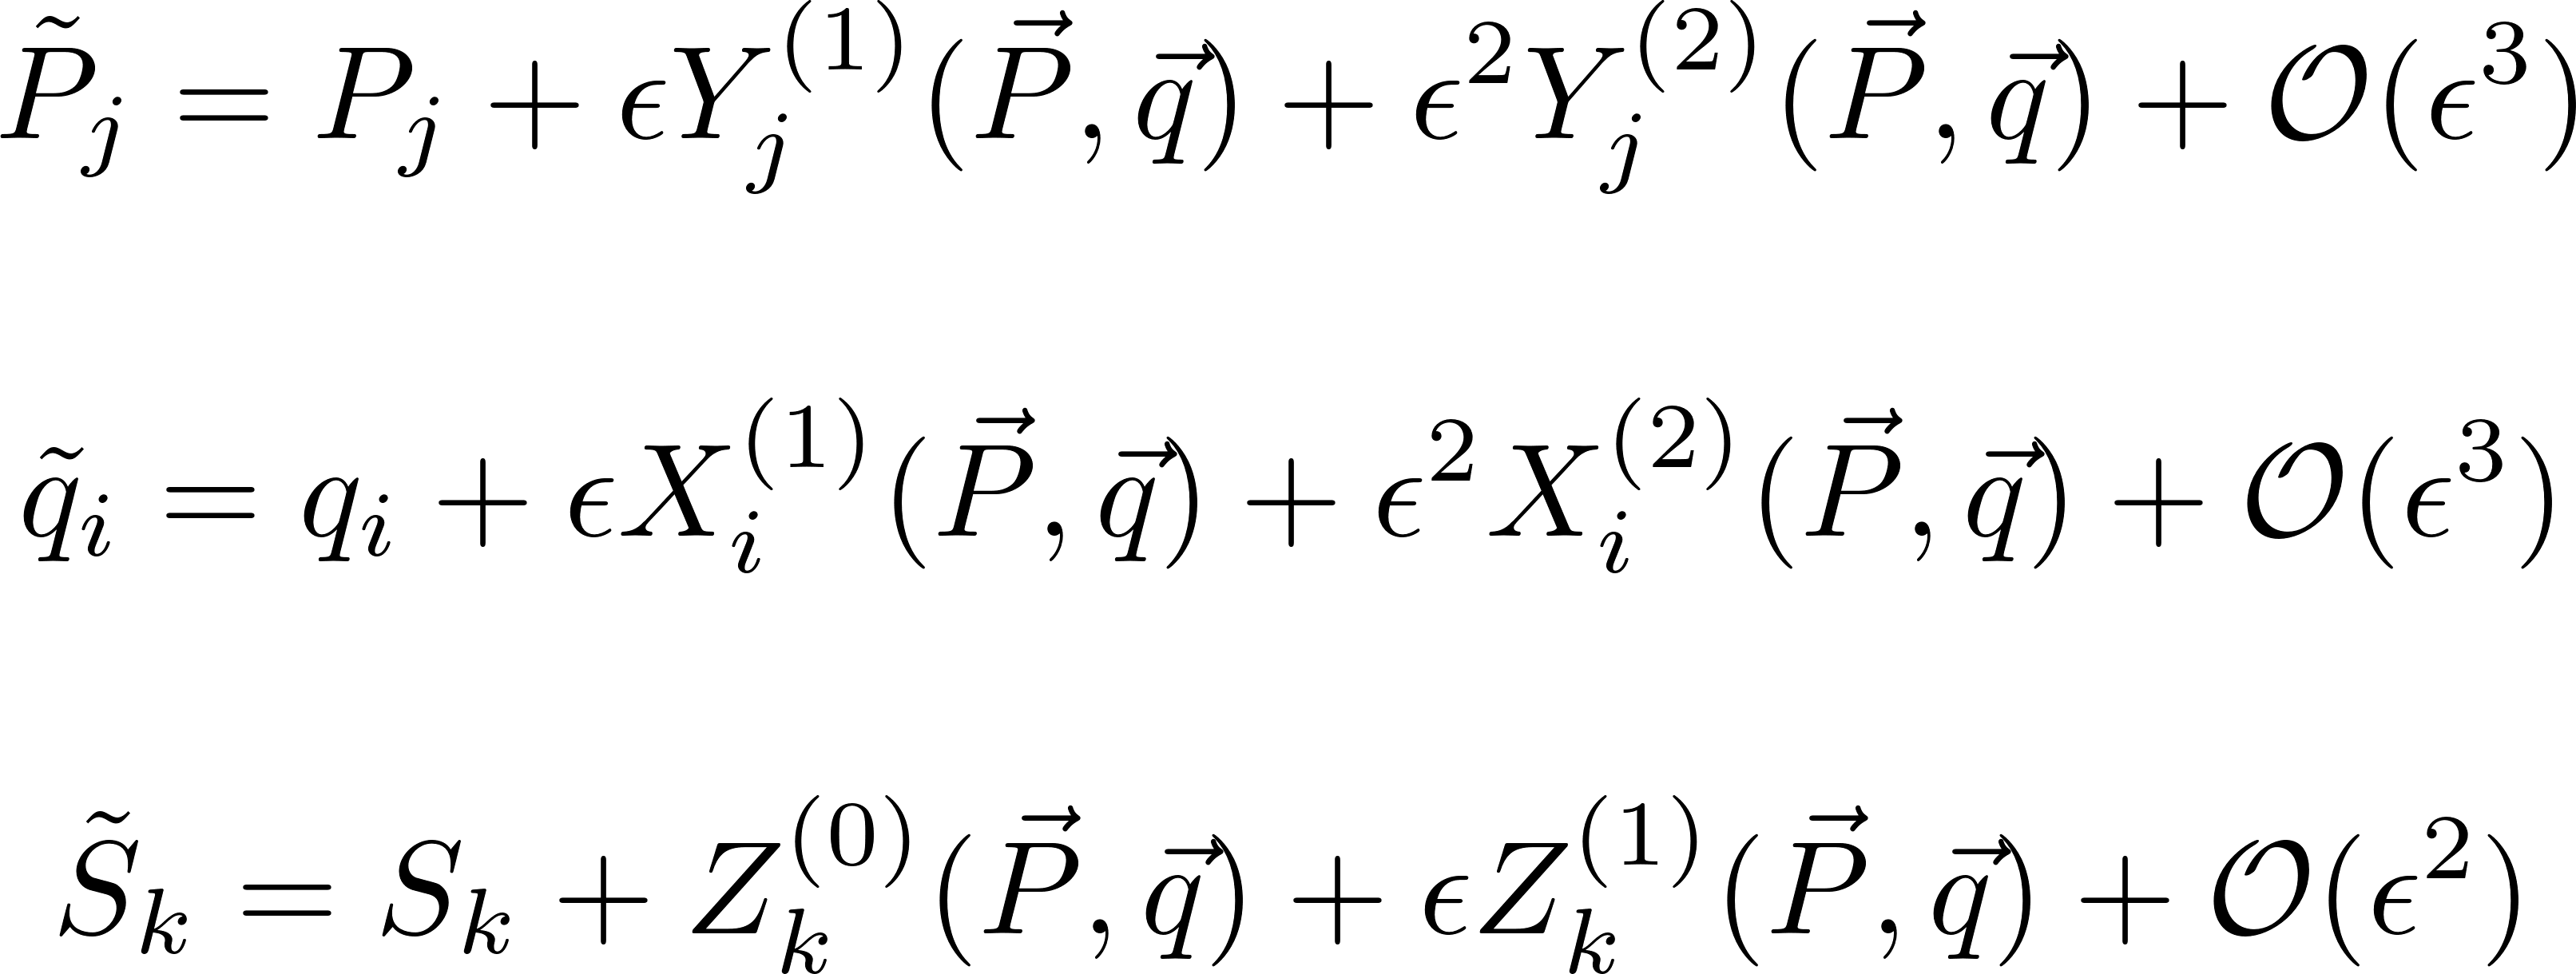 $\tilde{P}_j = P_j + \epsilon Y_j^{(1)}(\vec{P}, \vec{q}) + \epsilon^2 Y_j^{(2)}(\vec{P}, \vec{q}) + \mathcal{O}(\epsilon^3)$
$\tilde{q}_i = q_i + \epsilon X_i^{(1)}(\vec{P}, \vec{q}) + \epsilon^2 X_i^{(2)}(\vec{P}, \vec{q}) + \mathcal{O}(\epsilon^3)$
$\tilde{S}_k = S_k + Z_k^{(0)}(\vec{P}, \vec{q}) + \epsilon Z_k^{(1)}(\vec{P}, \vec{q}) + \mathcal{O}(\epsilon^2)$